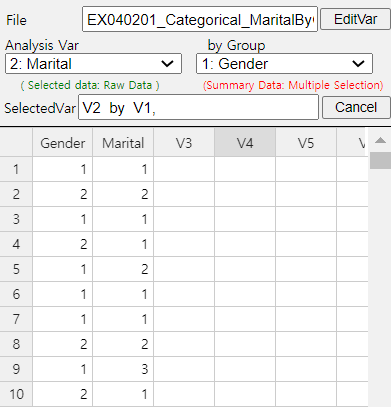 File EX040201_Categorical_MaritalBy EditVar
Analysis Var by Group
2: Marital 1: Gender
( Selected data: Raw Data ) (Summary Data: Multiple Selection)
SelectedVar V2 by V1, Cancel
Gender Marital V3 V4 V5
1 1 1
2 2 2
3 1 1
4 2 1
5 1 2
6 1 1
7 1 1
8 2 2
9 1 3
10 2 1